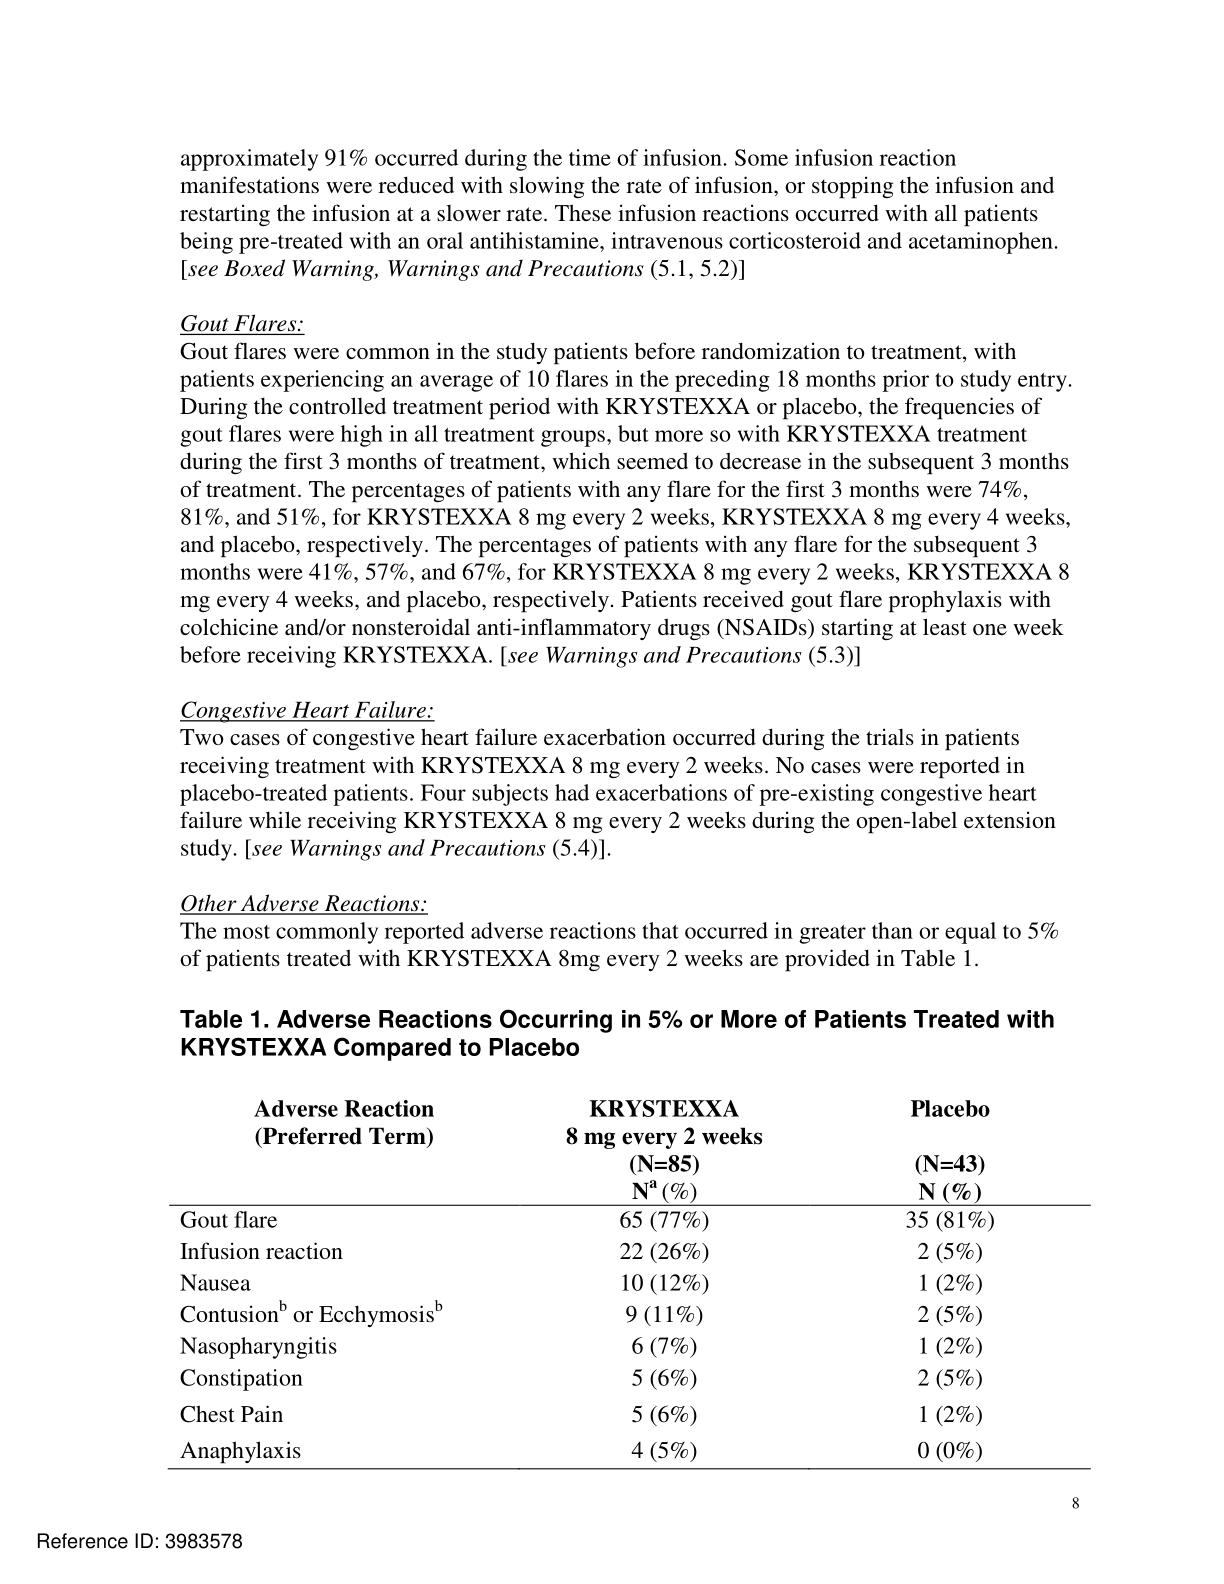 approximately 91% occurred during the time of infusion. Some infusion reaction
manifestations were reduced with slowing the rate of infusion, or stopping the infusion and
restarting the infusion at a slower rate. These infusion reactions occurred with all patients
being pre-treated with an oral antihistamine, intravenous corticosteroid and acetaminophen.
[see Boxed Warning, Warnings and Precautions (5.1, 5.2)]
Gout Flares:
Gout flares were common in the study patients before randomization to treatment, with
patients experiencing an average of 10 flares in the preceding 18 months prior to study entry.
During the controlled treatment period with KRYSTEXXA or placebo, the frequencies of
gout flares were high in all treatment groups, but more so with KRYSTEXXA treatment
during the first 3 months of treatment, which seemed to decrease in the subsequent 3 months
of treatment. The percentages of patients with any flare for the first 3 months were 74%,
81%, and 51%, for KRYSTEXXA 8 mg every 2 weeks, KRYSTEXXA 8 mg every 4 weeks,
and placebo, respectively. The percentages of patients with any flare for the subsequent 3
months were 41%, 57%, and 67%, for KRYSTEXXA 8 mg every 2 weeks, KRYSTEXXA 8
mg every 4 weeks, and placebo, respectively. Patients received gout flare prophylaxis with
colchicine and/or nonsteroidal anti-inflammatory drugs (NSAIDs) starting at least one week
before receiving KRYSTEXXA. [see Warnings and Precautions (5.3)]
Congestive Heart Failure:
Two cases of congestive heart failure exacerbation occurred during the trials in patients
receiving treatment with KRYSTEXXA 8 mg every 2 weeks. No cases were reported in
placebo-treated patients. Four subjects had exacerbations of pre-existing congestive heart
failure while receiving KRYSTEXXA 8 mg every 2 weeks during the open-label extension
study. [see Warnings and Precautions (5.4)].
Other Adverse Reactions:
The most commonly reported adverse reactions that occurred in greater than or equal to 5%
of patients treated with KRYSTEXXA 8mg every 2 weeks are provided in Table 1.
Table 1. Adverse Reactions Occurring in 5% or More of Patients Treated with
KRYSTEXXA Compared to Placebo
Adverse Reaction KRYSTEXXA Placebo
(Preferred Term) 8 mg every 2 weeks
(N=85) (N=43)
Nᵃ (%) N (%)
Gout flare 65 (77%) 35 (81%)
Infusion reaction 22 (26%) 2 (5%)
Nausea 10 (12%) 1 (2%)
Contusionᵇ or Ecchymosisᵇ 9 (11%) 2 (5%)
Nasopharyngitis 6 (7%) 1 (2%)
Constipation 5 (6%) 2 (5%)
Chest Pain 5 (6%) 1 (2%)
Anaphylaxis 4 (5%) 0 (0%)
8
Reference ID: 3983578